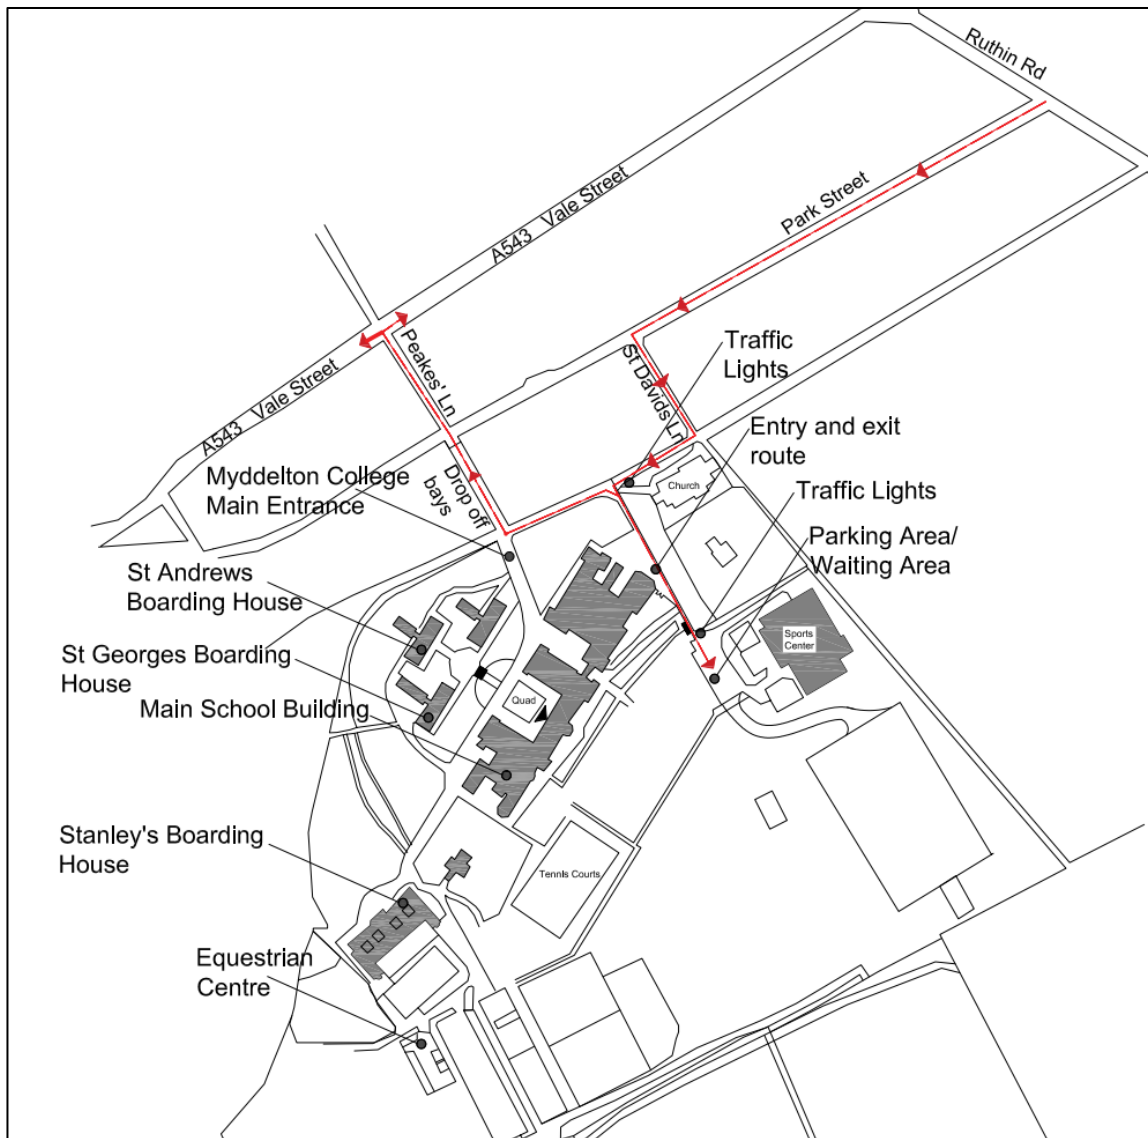 Ruthin Rd
Park Street
A543 Vale Street
A543 Vale Street
Peakes' Ln
St Davids' Ln
Traffic
Lights
Entry and exit
route
Traffic Lights
Parking Area/
Waiting Area
Church
Drop off
bays
Myddelton College
Main Entrance
St Andrews
Boarding House
St Georges Boarding
House
Main School Building
Quad
Sports
Center
Stanley's Boarding
House
Tennis Courts
Equestrian
Centre